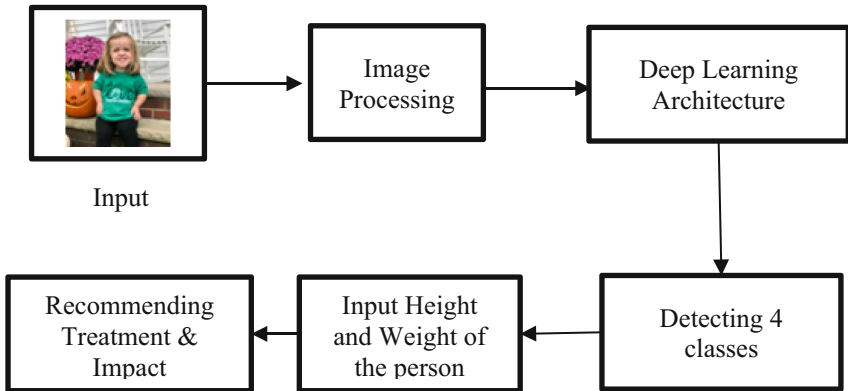 Input
Image
Processing
Deep Learning
Architecture
Detecting 4
classes
Input Height
and Weight of
the person
Recommending
Treatment &
Impact